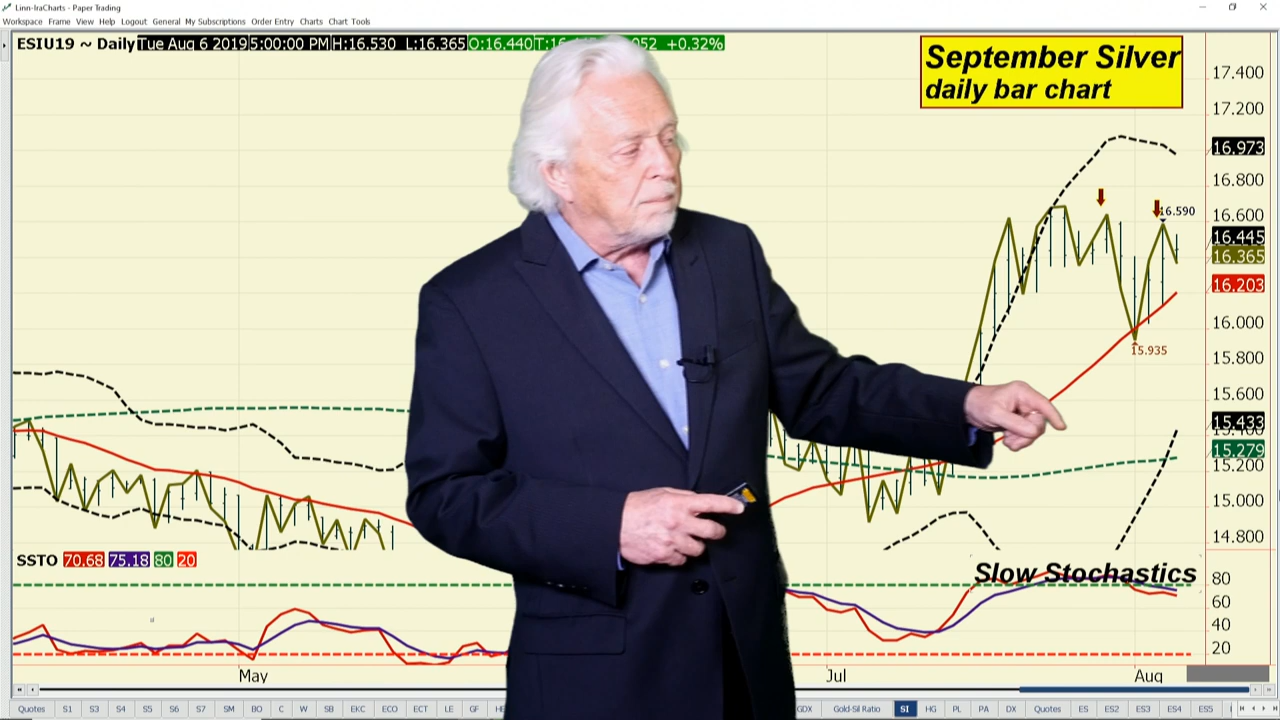 Linn-IraCharts - Paper Trading
Workspace Frame View Help Logout General My Subscriptions Order Entry Charts Chart Tools
ESIU19 ~ Daily Tue Aug 6 2019 5:00:00 PM H:16.530 L:16.365 O:16.440 T:16 052 +0.32%
September Silver
daily bar chart
17.400
17.200
16.973
16.800
16.590
16.600
16.445
16.365
16.203
16.000
15.935
15.800
15.600
15.433
15.400
15.279
15.200
15.000
14.800
SSTO 70.68 75.18 80 20
Slow Stochastics
80
60
40
20
May Jul Aug
Quotes S1 S3 S4 S5 S6 S7 SM BO C W SB EKC ECO ECT LE GF HE GDX Gold-Sil Ratio SI HG PL PA DX Quotes ES ES2 ES3 ES4 ES5